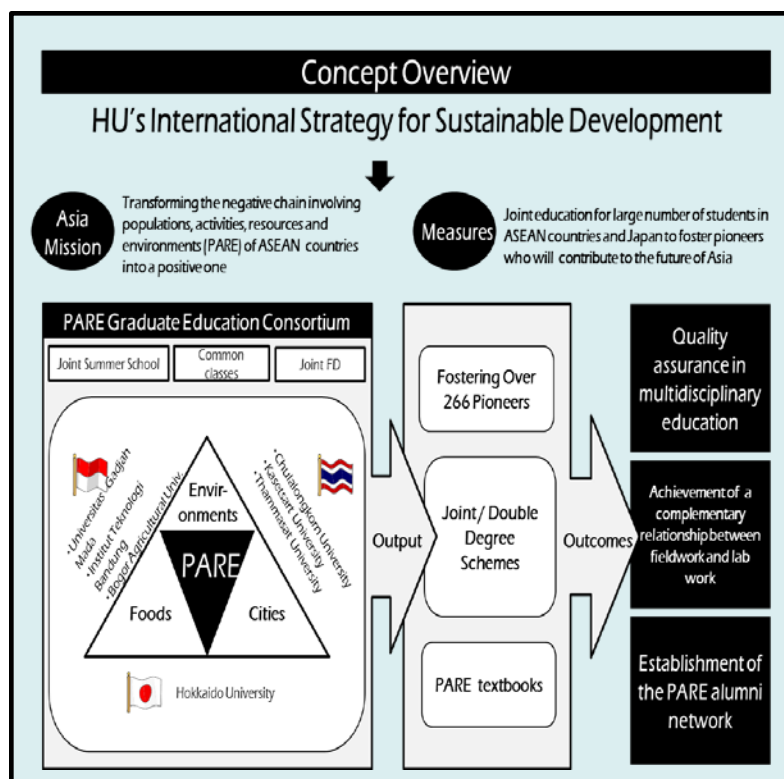 Concept Overview
HU's International Strategy for Sustainable Development
Asia
Mission
Transforming the negative chain involving
populations, activities, resources and
environments (PARE) of ASEAN countries
into a positive one
Measures
Joint education for large number of students in
ASEAN countries and Japan to foster pioneers
who will contribute to the future of Asia
PARE Graduate Education Consortium
Joint Summer School
Common
classes
Joint FD
• Universitas Gadjah
Mada
• Institut Teknologi
Bandung
• Bogor Agricultural Univ.
• Chulalongkorn University
• Kasetsart University
• Thammasat University
Envir-
onments
PARE
Foods
Cities
Hokkaido University
Output
Fostering Over
266 Pioneers
Joint/ Double
Degree
Schemes
PARE textbooks
Outcomes
Quality
assurance in
multidisciplinary
education
Achievement of a
complementary
relationship between
fieldwork and lab
work
Establishment of
the PARE alumni
network